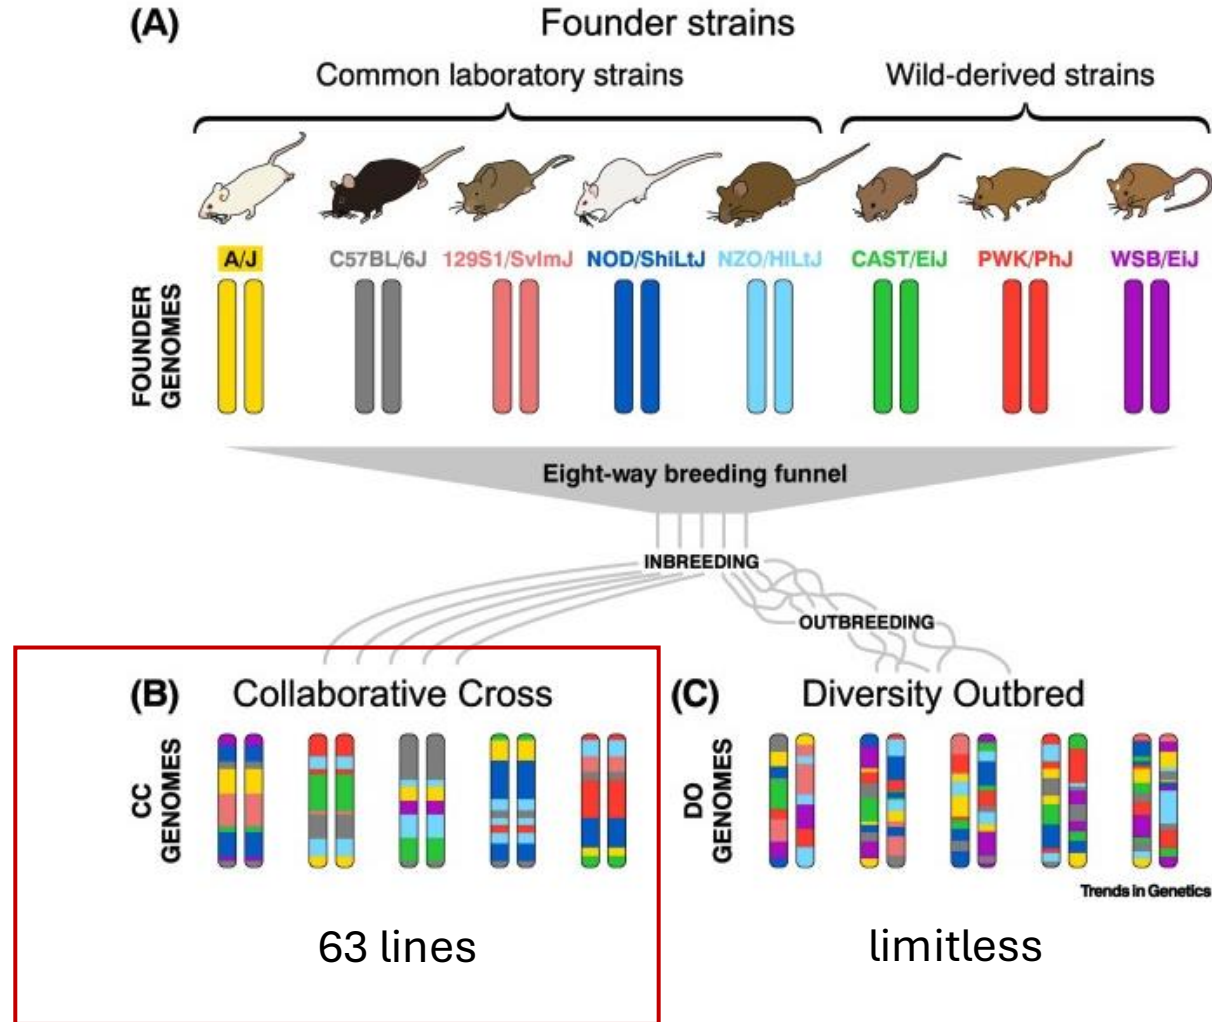 (A) Founder strains
Common laboratory strains Wild-derived strains
A/J C57BL/6J 129S1/SvImJ NOD/ShiLtJ NZO/HlLtJ CAST/EiJ PWK/PhJ WSB/EiJ
FOUNDER
GENOMES
Eight-way breeding funnel
INBREEDING
OUTBREEDING
(B) Collaborative Cross
CC
GENOMES
63 lines
(C) Diversity Outbred
DO
GENOMES
Trends in Genetics
limitless